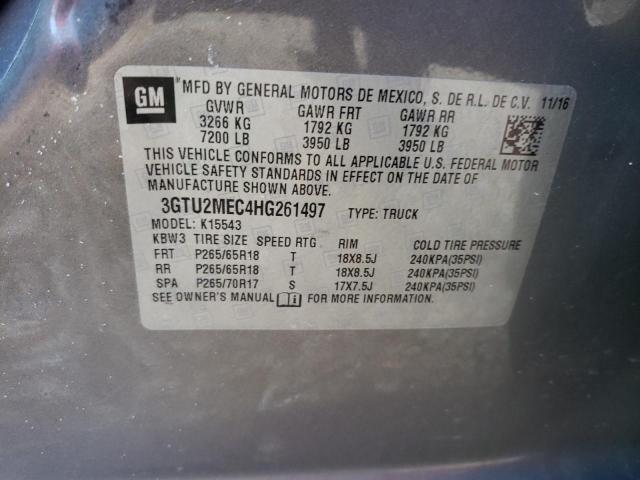 GM
MFD BY GENERAL MOTORS DE MEXICO, S. DE R.L. DE C.V. 11/16
GVWR GAWR FRT GAWR RR
3266 KG 1792 KG 1792 KG
7200 LB 3950 LB 3950 LB
THIS VEHICLE CONFORMS TO ALL APPLICABLE U.S. FEDERAL MOTOR
VEHICLE SAFETY STANDARDS IN EFFECT ON THE DATE OF
MANUFACTURE SHOWN ABOVE.
3GTU2MEC4HG261497 TYPE: TRUCK
MODEL: K15543
KBW3 TIRE SIZE SPEED RTG RIM COLD TIRE PRESSURE
FRT P265/65R18 T 18X8.5J 240KPA(35PSI)
RR P265/65R18 T 18X8.5J 240KPA(35PSI)
SPA P265/70R17 S 17X7.5J 240KPA(35PSI)
SEE OWNER'S MANUAL FOR MORE INFORMATION.